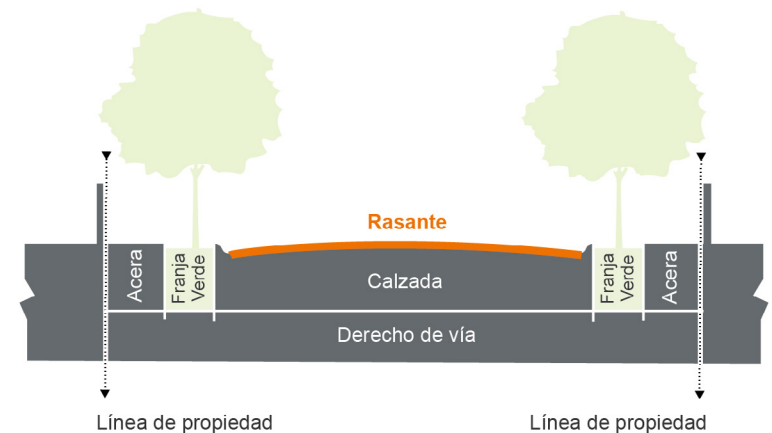 Rasante
Acera
Franja
Verde
Calzada
Franja
Verde
Acera
Derecho de vía
Línea de propiedad
Línea de propiedad